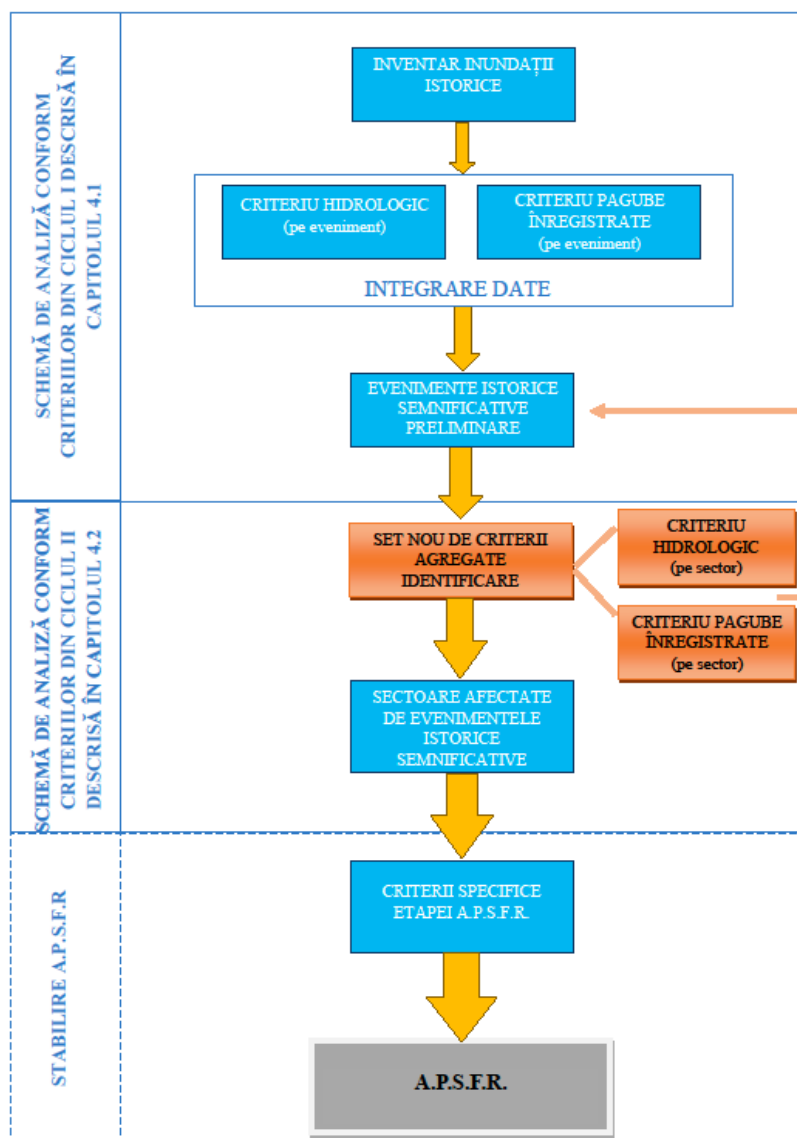 SCHEMĂ DE ANALIZĂ CONFORM
CRITERIILOR DIN CICLUL I DESCRISĂ ÎN
CAPITOLUL 4.1
INVENTAR INUNDAȚII
ISTORICE
CRITERIU HIDROLOGIC
(pe eveniment)
CRITERIU PAGUBE
ÎNREGISTRATE
(pe eveniment)
INTEGRARE DATE
EVENIMENTE ISTORICE
SEMNIFICATIVE
PRELIMINARE
SCHEMĂ DE ANALIZĂ CONFORM
CRITERIILOR DIN CICLUL II
DESCRISĂ ÎN CAPITOLUL 4.2
SET NOU DE CRITERII
AGREGATE
IDENTIFICARE
CRITERIU
HIDROLOGIC
(pe sector)
CRITERIU PAGUBE
ÎNREGISTRATE
(pe sector)
SECTOARE AFECTATE
DE EVENIMENTELE
ISTORICE
SEMNIFICATIVE
STABILIRE A.P.S.F.R
CRITERII SPECIFICE
ETAPEI A.P.S.F.R.
A.P.S.F.R.